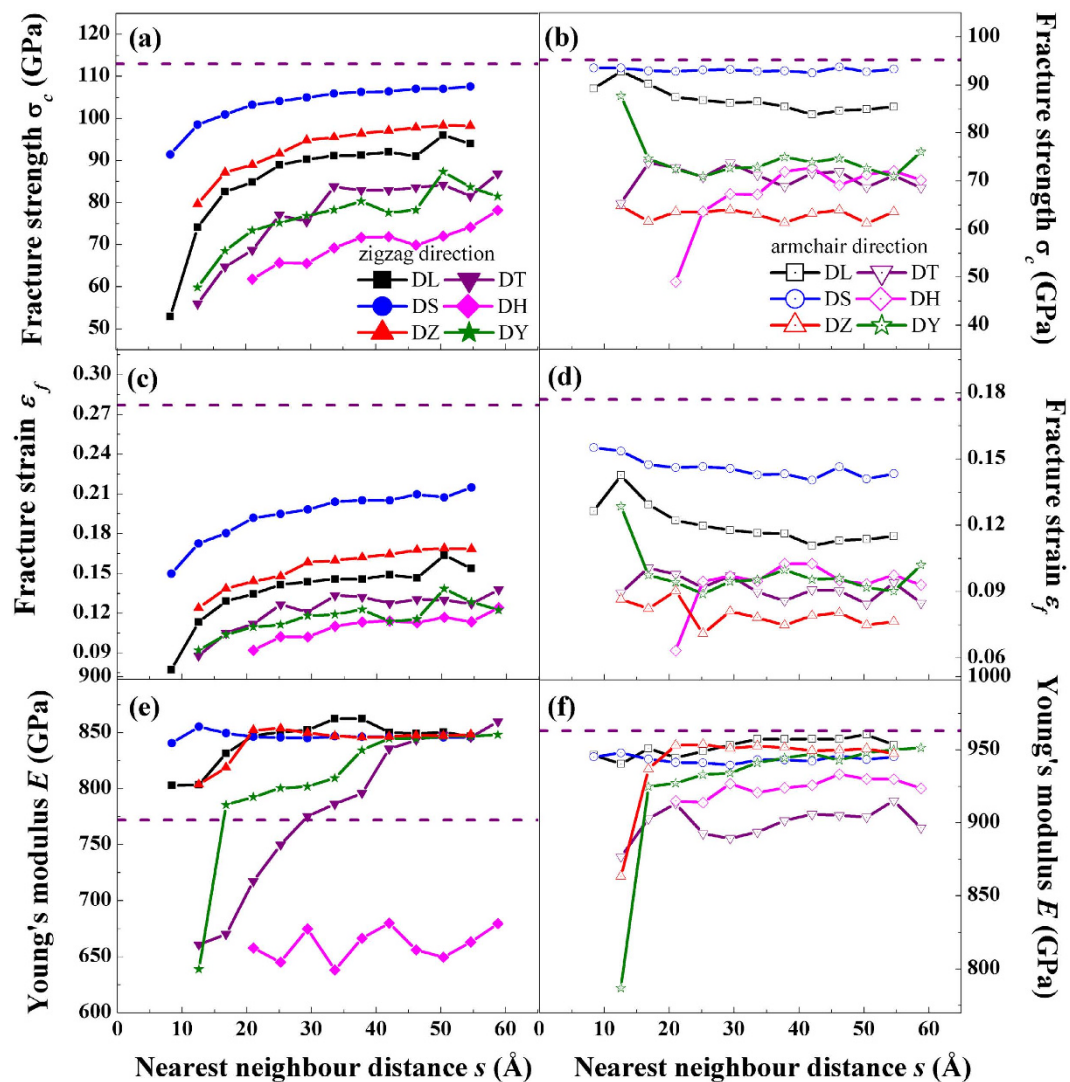 Fracture strength σc (GPa)
120
110
100
90
80
70
60
50
(a)
zigzag direction
DL
DT
DS
DH
DZ
DY
(b)
armchair direction
DL
DT
DS
DH
DZ
DY
100
90
80
70
60
50
40
Fracture strength σc (GPa)
Fracture strain εf
0.30
0.27
0.24
0.21
0.18
0.15
0.12
0.09
(c)
(d)
0.18
0.15
0.12
0.09
0.06
Fracture strain εf
Young's modulus E (GPa)
900
850
800
750
700
650
600
(e)
(f)
1000
950
900
850
800
Young's modulus E (GPa)
0 10 20 30 40 50 60 0 10 20 30 40 50 60
Nearest neighbour distance s (Å) Nearest neighbour distance s (Å)